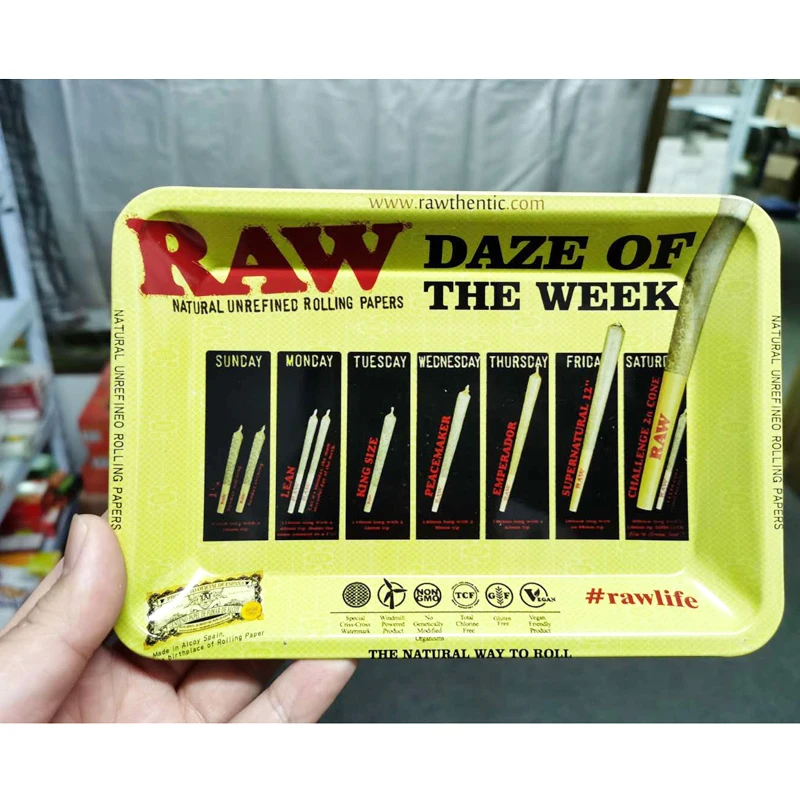 www.rawthentic.com
RAW
NATURAL UNREFINED ROLLING PAPERS
DAZE OF
THE WEEK
NATURAL UNREFINED ROLLING PAPERS
NATURAL UNREFINED ROLLING PAPERS
SUNDAY
MONDAY
TUESDAY
WEDNESDAY
THURSDAY
FRIDA
SATURD
LEAN
KING SIZE
PEACEMAKER
EMPERADOR
SUPERNATURAL 12"
CHALLENGE 2ft CONE
RAW
Made in Alcoy Spain,
birthplace of Rolling Paper
NON
GMO
TCF
GF
VEGAN
Special
Criss-Cross
Watermark
Windmill
Powered
Product
No
Genetically
Modified
Organisms
Total
Chlorine
Free
Gluten
Free
Vegan
Friendly
Product
#rawlife
THE NATURAL WAY TO ROLL